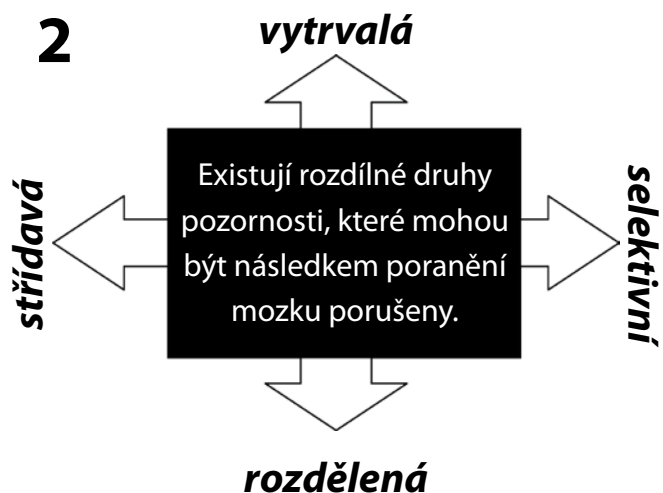 2
vytrvalá
střídavá
Existují rozdílné druhy
pozornosti, které mohou
být následkem poranění
mozku porušeny.
selektivní
rozdělená